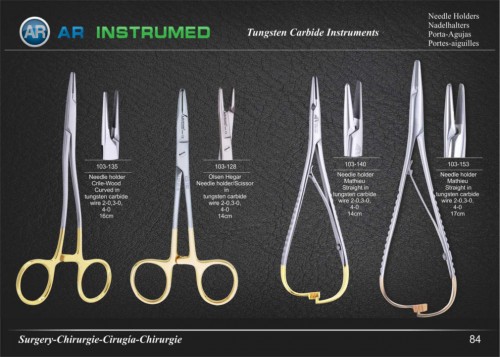 AR AR INSTRUMED
Tungsten Carbide Instruments
Needle Holders
Nadelhalters
Porta-Agujas
Portes-aiguilles
103-135
Needle holder
Crile-Wood
Curved in
tungsten carbide
wire 2-0,3-0,
4-0
16cm
103-128
Olsen Hegar
Needle holder/Scissor
in
tungsten carbide
wire 2-0,3-0,
4-0
14cm
103-140
Needle holder
Mathieu
Straight in
tungsten carbide
wire 2-0,3-0,
4-0
14cm
103-153
Needle holder
Mathieu
Straight in
tungsten carbide
wire 2-0,3-0,
4-0
17cm
Surgery-Chirurgie-Cirugía-Chirurgie
84